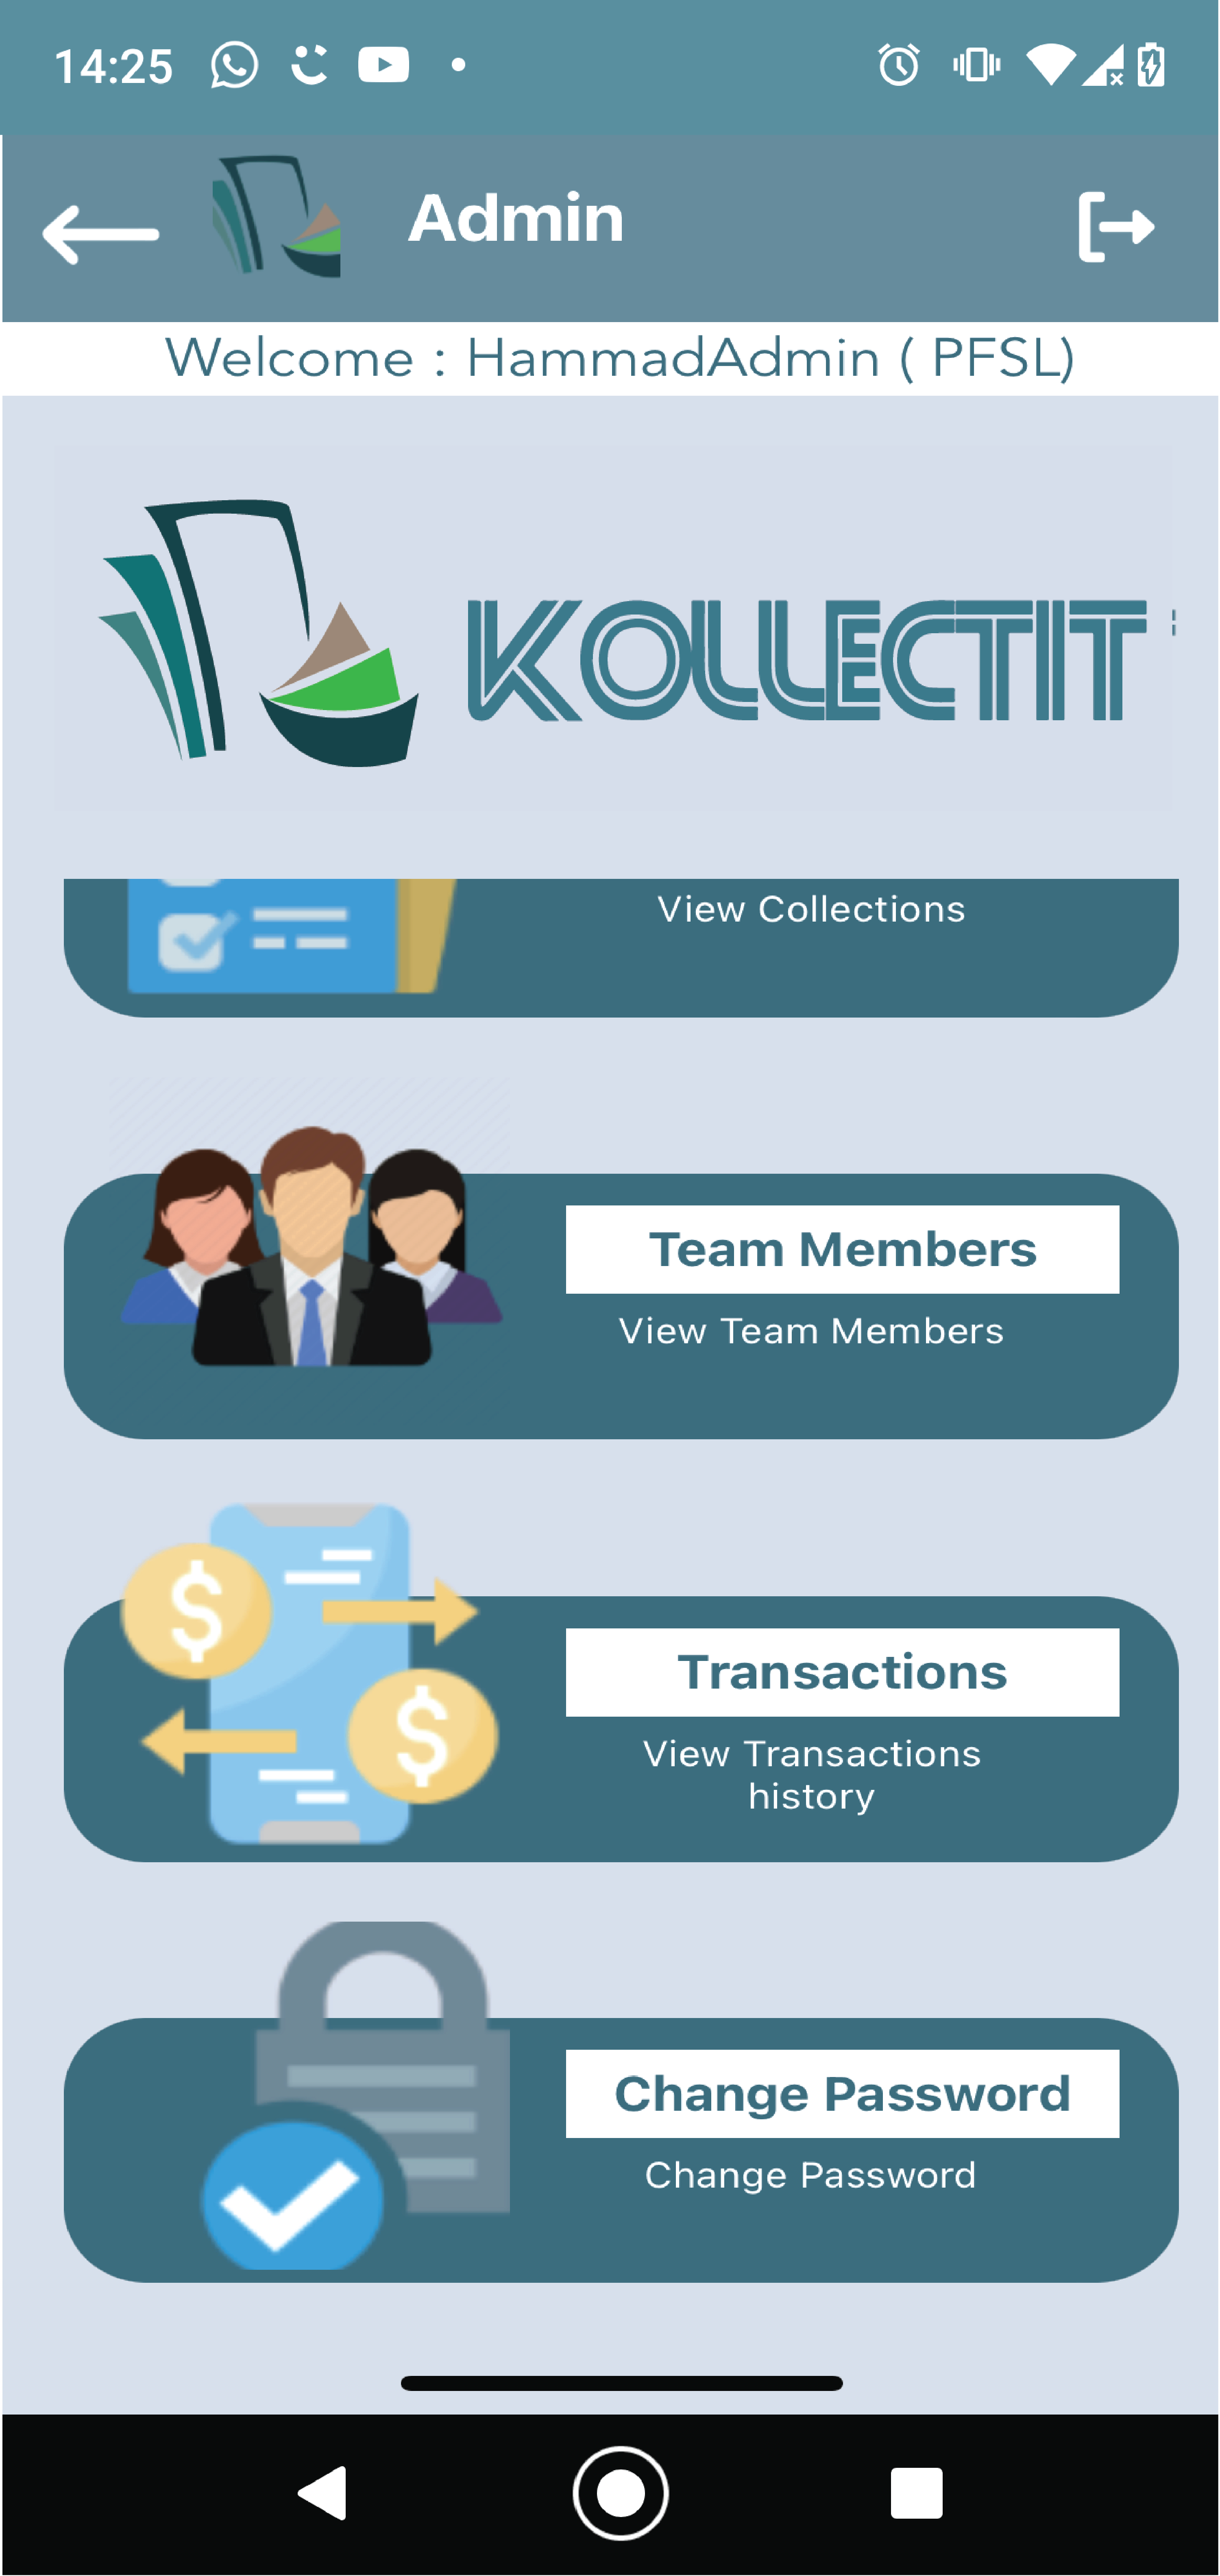 14:25
Admin
Welcome : HammadAdmin ( PFSL)
KOLLECTIT
View Collections
Team Members
View Team Members
Transactions
View Transactions
history
Change Password
Change Password